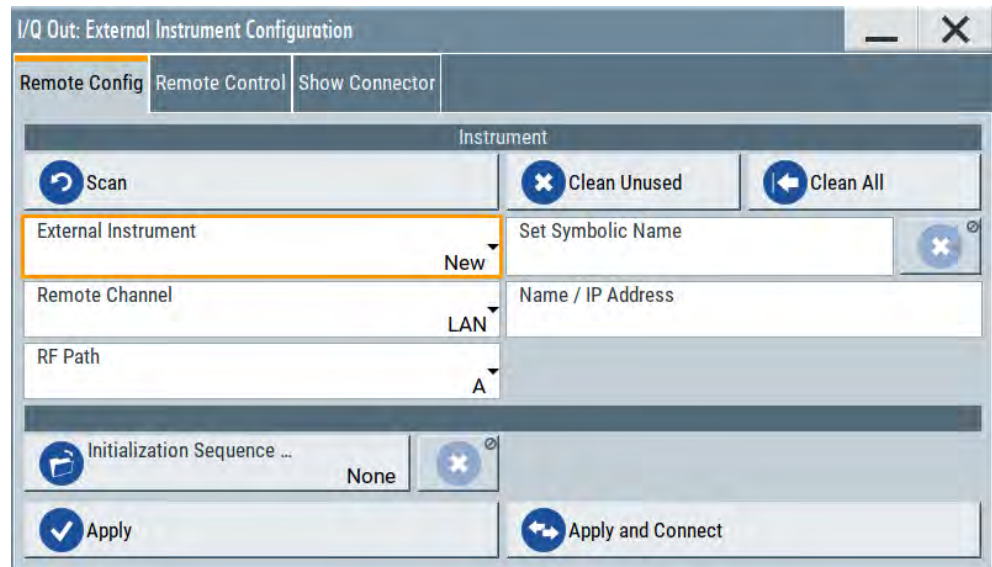 I/Q Out: External Instrument Configuration
Remote Config Remote Control Show Connector
Instrument
Scan Clean Unused Clean All
External Instrument Set Symbolic Name
New
Remote Channel Name / IP Address
LAN
RF Path
A
Initialization Sequence ...
None
Apply Apply and Connect